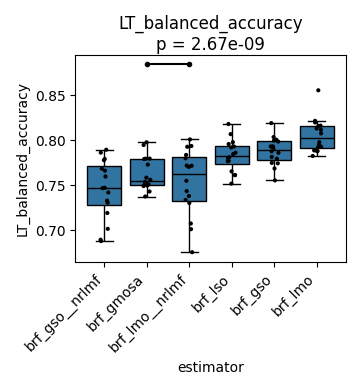 LT_balanced_accuracy
p = 2.67e-09
LT_balanced_accuracy
0.85
0.80
0.75
0.70
brf_gso__nrlmf
brf_gmosa
brf_lmo__nrlmf
brf_lso
brf_gso
brf_lmo
estimator